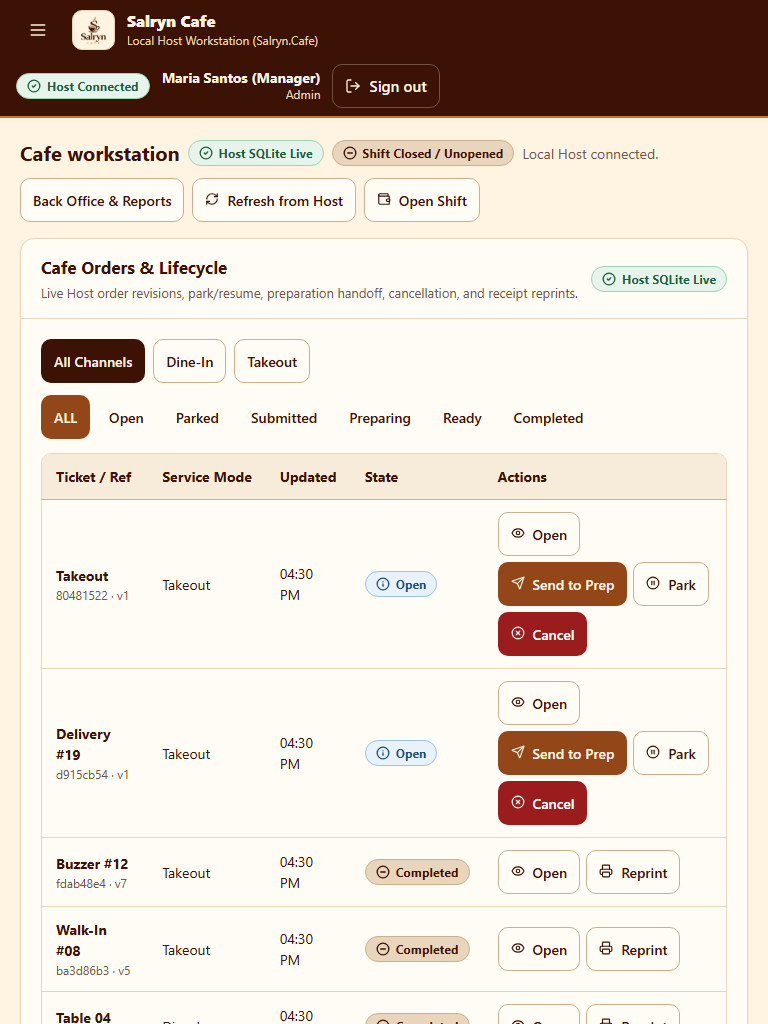 Salryn
Salryn Cafe
Local Host Workstation (Salryn.Cafe)
Host Connected
Maria Santos (Manager)
Admin
Sign out
Cafe workstation
Host SQLite Live
Shift Closed / Unopened
Local Host connected.
Back Office & Reports
Refresh from Host
Open Shift
Cafe Orders & Lifecycle
Live Host order revisions, park/resume, preparation handoff, cancellation, and receipt reprints.
Host SQLite Live
All Channels
Dine-In
Takeout
ALL
Open
Parked
Submitted
Preparing
Ready
Completed
Ticket / Ref
Service Mode
Updated
State
Actions
Takeout
80481522 · v1
Takeout
04:30
PM
Open
Open
Send to Prep
Park
Cancel
Delivery
#19
d915cb54 · v1
Takeout
04:30
PM
Open
Open
Send to Prep
Park
Cancel
Buzzer #12
fdab48e4 · v7
Takeout
04:30
PM
Completed
Open
Reprint
Walk-In
#08
ba3d86b3 · v5
Takeout
04:30
PM
Completed
Open
Reprint
Table 04
04:30
Completed
Open
Reprint